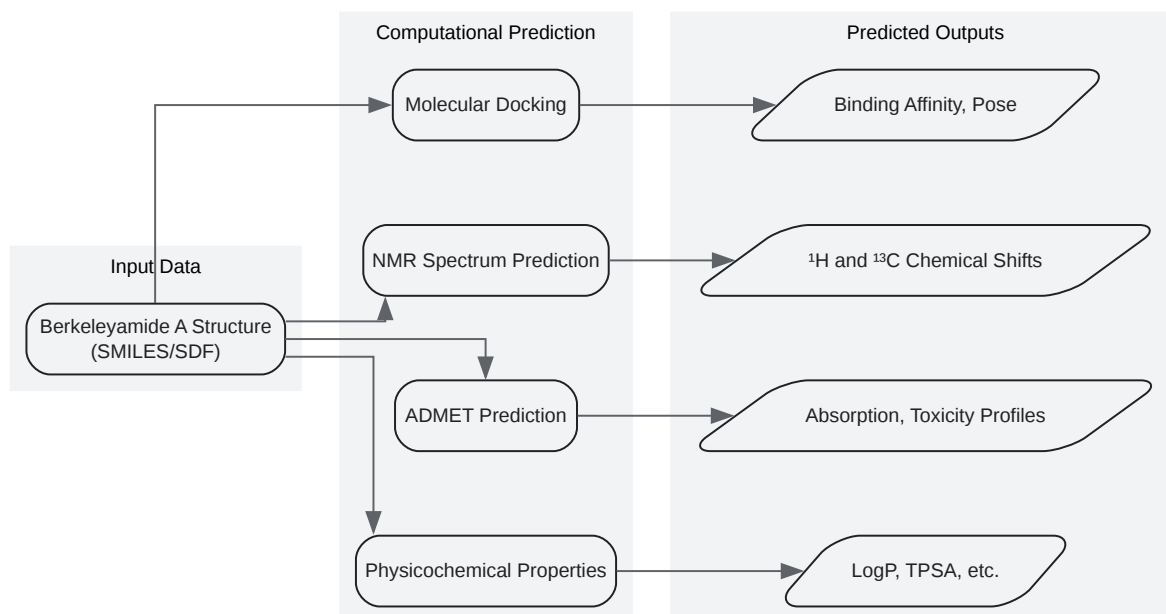 Computational Prediction
Predicted Outputs
Molecular Docking
Binding Affinity, Pose
Input Data
NMR Spectrum Prediction
¹H and ¹³C Chemical Shifts
Berkeleyamide A Structure
(SMILES/SDF)
ADMET Prediction
Absorption, Toxicity Profiles
Physicochemical Properties
LogP, TPSA, etc.